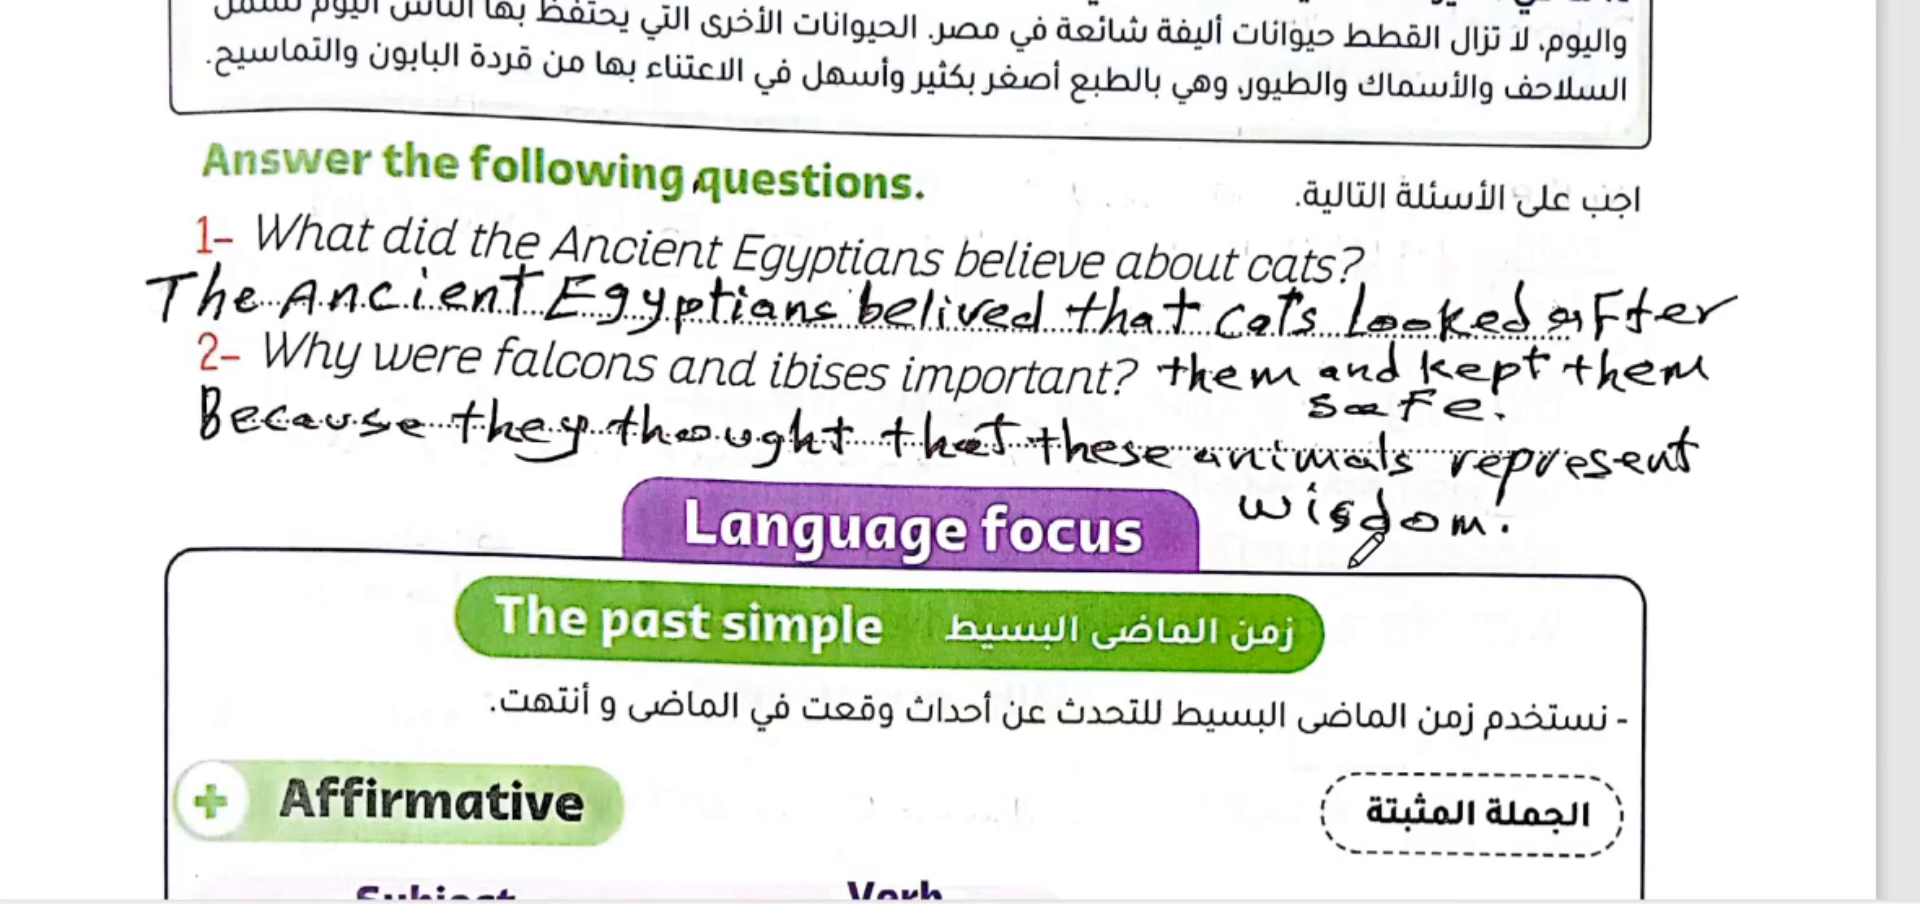 واليوم، لا تزال القطط حيوانات أليفة شائعة في مصر. الحيوانات الأخرى التي يحتفظ بها الناس اليوم تشمل
السلاحف والأسماك والطيور، وهي بالطبع أصغر بكثير وأسهل في الاعتناء بها من قردة البابون والتماسيح.
Answer the following questions.
اجب على الأسئلة التالية.
1- What did the Ancient Egyptians believe about cats?
The Ancient Egyptians belived that cats looked after
them and kept them
safe.
2- Why were falcons and ibises important?
Because they thought that these animals represent
wisdom.
Language focus
The past simple زمن الماضى البسيط
- نستخدم زمن الماضى البسيط للتحدث عن أحداث وقعت في الماضى و أنتهت.
+ Affirmative
الجملة المثبتة
Subject Verb